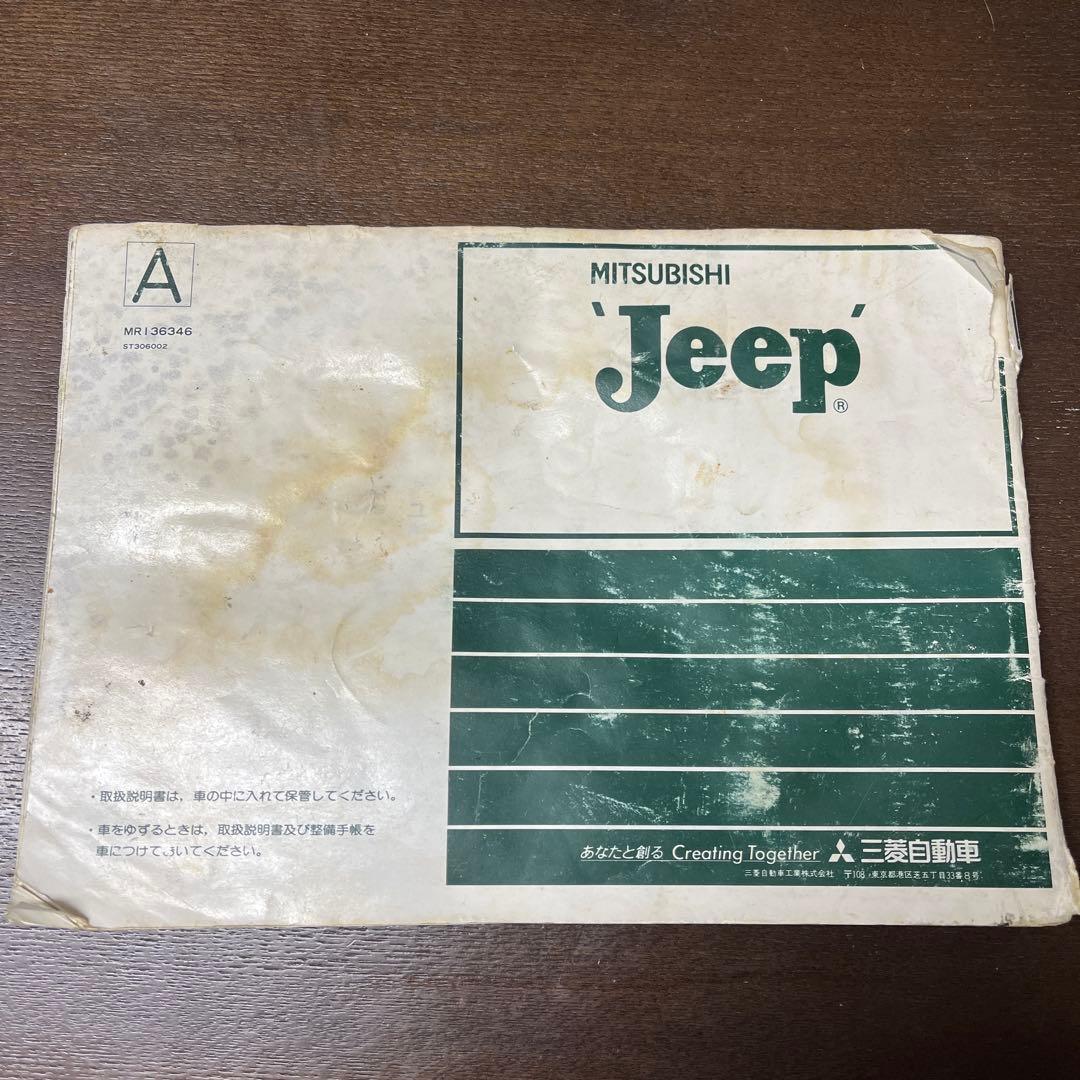 A
MR136346
ST306002
MITSUBISHI
'Jeep'
®
・取扱説明書は，車の中に入れて保管してください。
・車をゆずるときは，取扱説明書及び整備手帳を
車につけておいてください。
あなたと創る Creating Together 三菱自動車
三菱自動車工業株式会社 〒108 東京都港区芝五丁目33番8号